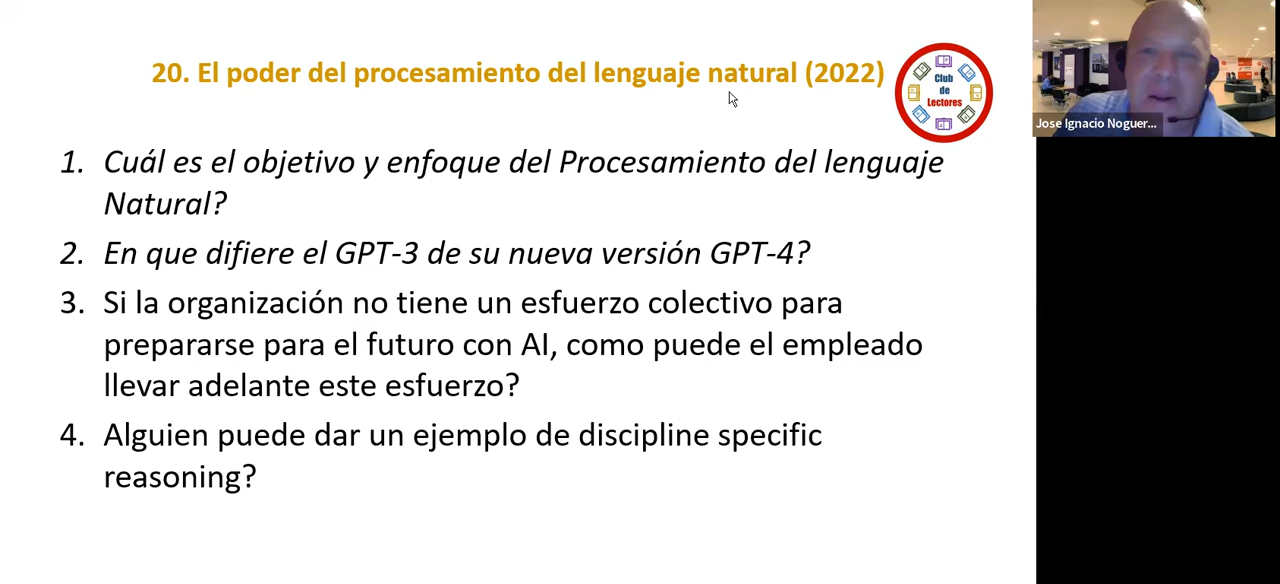 20. El poder del procesamiento del lenguaje natural (2022)
Club
de
Lectores
Jose Ignacio Noguer...
1. Cuál es el objetivo y enfoque del Procesamiento del lenguaje
Natural?
2. En que difiere el GPT-3 de su nueva versión GPT-4?
3. Si la organización no tiene un esfuerzo colectivo para
prepararse para el futuro con AI, como puede el empleado
llevar adelante este esfuerzo?
4. Alguien puede dar un ejemplo de discipline specific
reasoning?